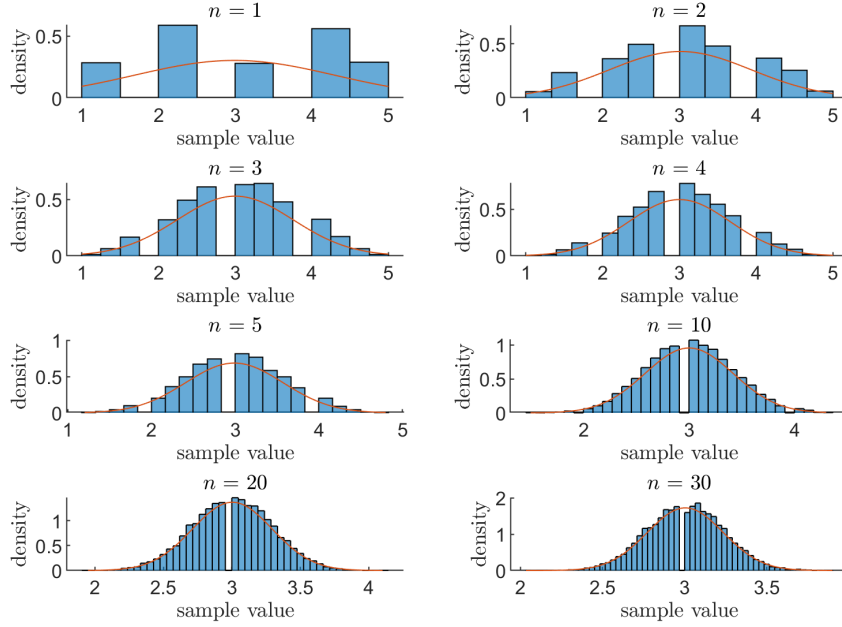 n = 1
density
0.5
0
1 2 3 4 5
sample value
n = 2
density
0.5
0
1 2 3 4 5
sample value
n = 3
density
0.5
0
1 2 3 4 5
sample value
n = 4
density
0.5
0
1 2 3 4 5
sample value
n = 5
density
1
0.5
0
1 2 3 4 5
sample value
n = 10
density
1
0.5
0
2 3 4
sample value
n = 20
density
1
0.5
0
2 2.5 3 3.5 4
sample value
n = 30
density
2
1
0
2 2.5 3 3.5
sample value